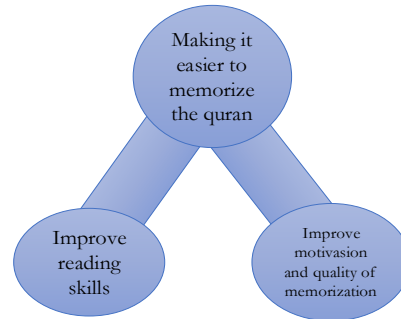 Making it
easier to
memorize
the quran
Improve
reading
skills
Improve
motivasion
and quality of
memorization